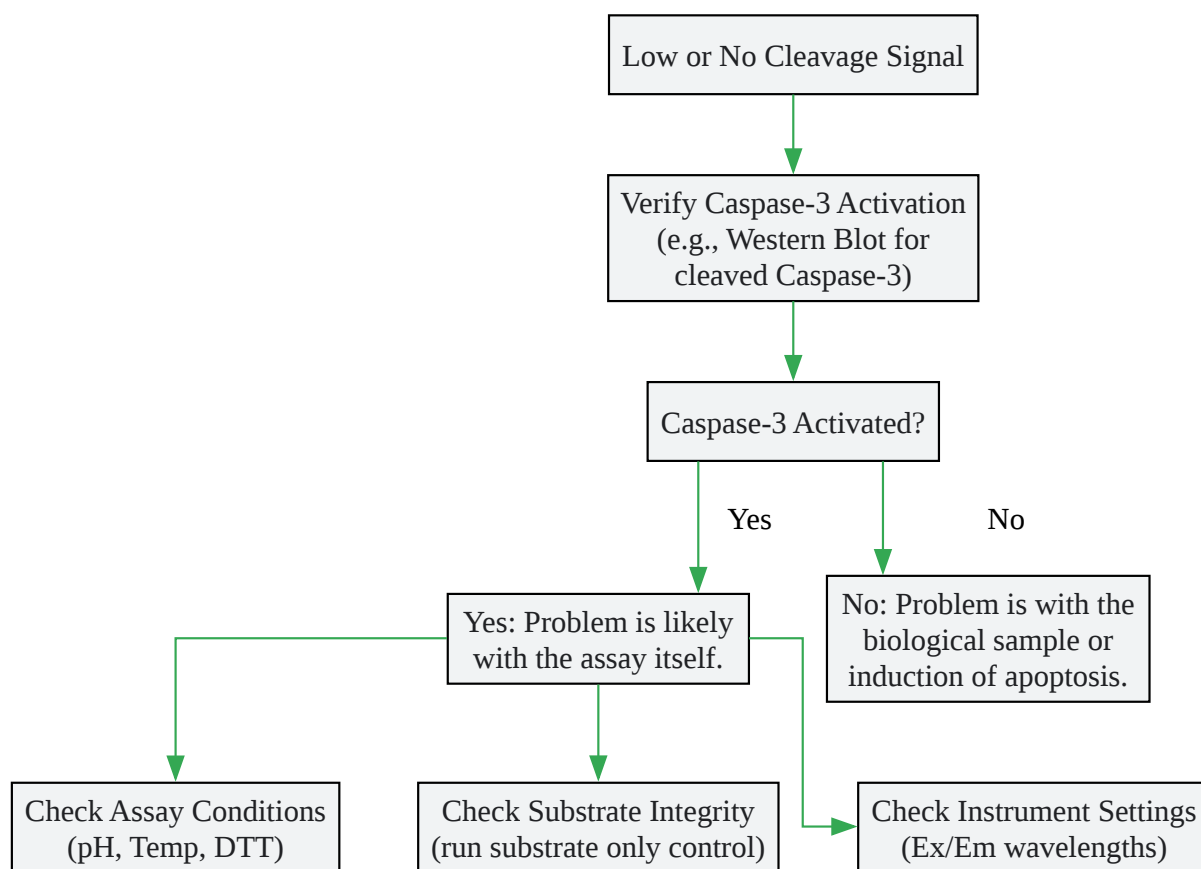 Low or No Cleavage Signal
Verify Caspase-3 Activation
(e.g., Western Blot for
cleaved Caspase-3)
Caspase-3 Activated?
Yes
No
Yes: Problem is likely
with the assay itself.
No: Problem is with the
biological sample or
induction of apoptosis.
Check Assay Conditions
(pH, Temp, DTT)
Check Substrate Integrity
(run substrate only control)
Check Instrument Settings
(Ex/Em wavelengths)